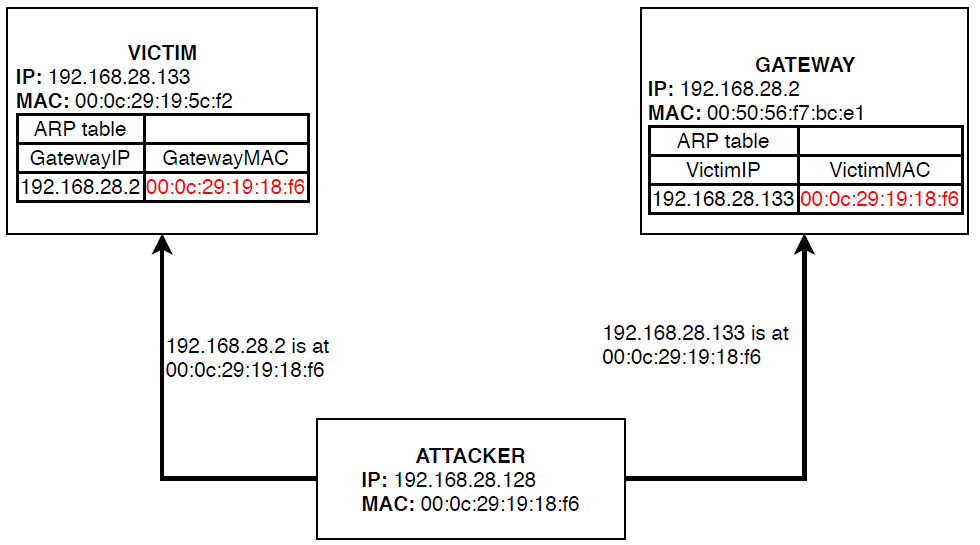 VICTIM
IP: 192.168.28.133
MAC: 00:0c:29:19:5c:f2
ARP table
GatewayIP GatewayMAC
192.168.28.2 00:0c:29:19:18:f6
GATEWAY
IP: 192.168.28.2
MAC: 00:50:56:f7:bc:e1
ARP table
VictimIP VictimMAC
192.168.28.133 00:0c:29:19:18:f6
192.168.28.2 is at
00:0c:29:19:18:f6
192.168.28.133 is at
00:0c:29:19:18:f6
ATTACKER
IP: 192.168.28.128
MAC: 00:0c:29:19:18:f6